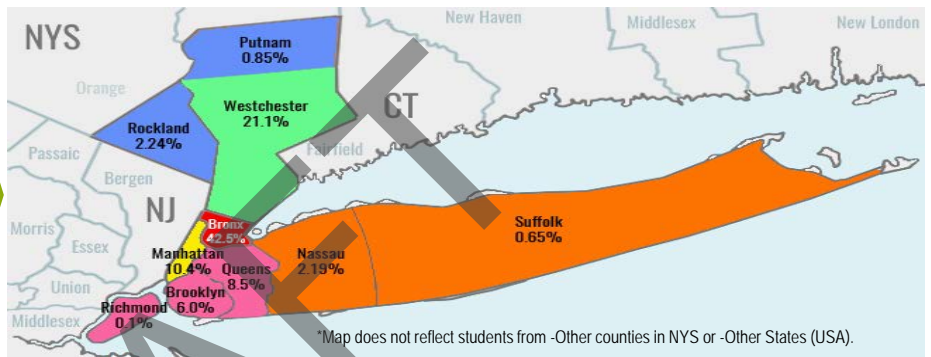 NYS
New Haven
Middlesex
New London
Putnam
0.85%
Orange
Westchester
21.1%
CT
Rockland
2.24%
Fairfield
Passaic
Bergen
NJ
Morris
Essex
Bronx
42.5%
Suffolk
0.65%
Manhattan
10.4%
Queens
8.5%
Nassau
2.19%
Union
Brooklyn
6.0%
Richmond
0.1%
Middlesex
*Map does not reflect students from -Other counties in NYS or -Other States (USA).